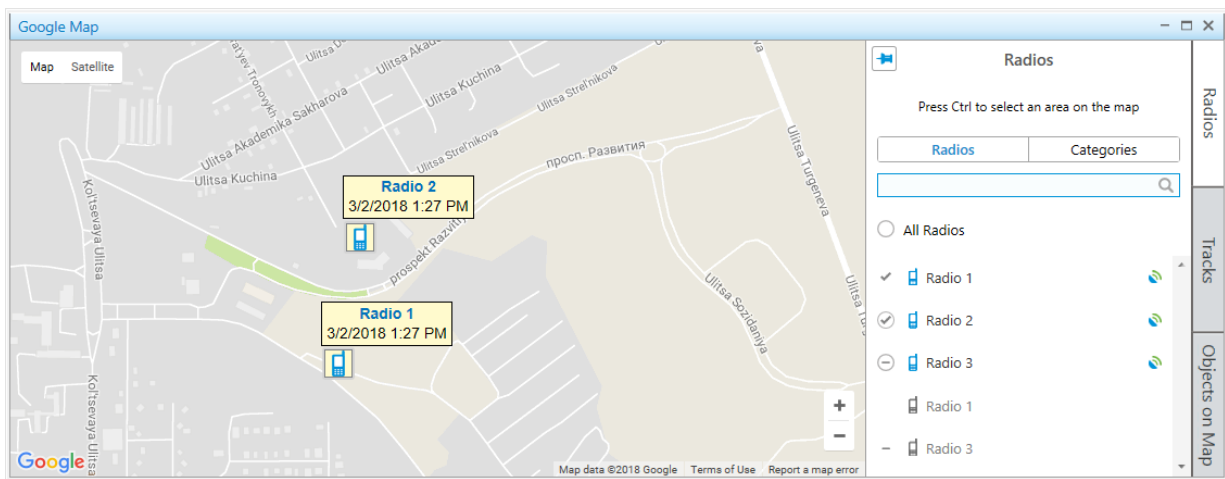 Google Map
Map Satellite
Ulitsa Akademika Sakharova
Ulitsa Kuchina
Ulitsa Kuchina
Ulitsa Strel'nikova
Ulitsa Strel'nikova
просп. Развития
Ulitsa Turgeneva
Kol'tsevaya Ulitsa
Radio 2
3/2/2018 1:27 PM
prospekt Razvitiya
Ulitsa Sozidaniya
Radio 1
3/2/2018 1:27 PM
Kol'tsevaya Ulitsa
+
−
Google
Map data ©2018 Google Terms of Use Report a map error
Radios
Press Ctrl to select an area on the map
Radios Categories
All Radios
Radio 1
Radio 2
Radio 3
Radio 1
Radio 3
Radios
Tracks
Objects on Map